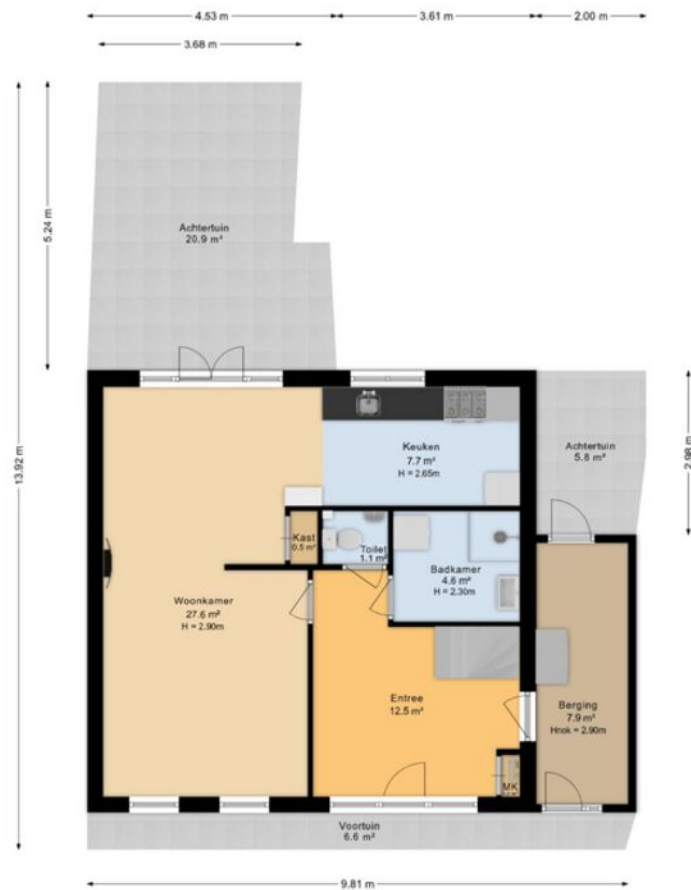 4.53 m
3.61 m
2.00 m
3.68 m
13.92 m
5.24 m
Achtertuin
20.9 m²
2.98 m
Keuken
7.7 m²
H = 2.65m
Achtertuin
5.8 m²
Kast
0.5 m²
Toilet
1.1 m²
Badkamer
4.6 m²
H = 2.30m
Woonkamer
27.6 m²
H = 2.90m
Entree
12.5 m²
Berging
7.9 m²
Hnok = 2.90m
MK
Voortuin
6.6 m²
9.81 m